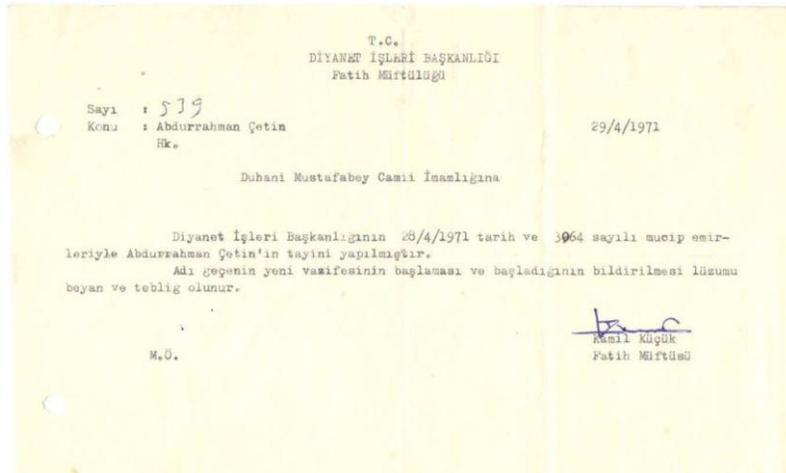 T.C.
DİYANET İŞLERİ BAŞKANLIĞI
Fatih Müftülüğü
Sayı : 539
Konu : Abdurrahman Çetin
Hk.
29/4/1971
Duhani Mustafabey Camii İmamlığına
Diyanet İşleri Başkanlığının 28/4/1971 tarih ve 3064 sayılı mucip emir-
leriyle Abdurrahman Çetin'in tayini yapılmıştır.
Adı geçenin yeni vazifesinin başlaması ve başladığının bildirilmesi lüzumu
beyan ve teblig olunur.
Kamil Küçük
M.Ö.
Fatih Müftüsü